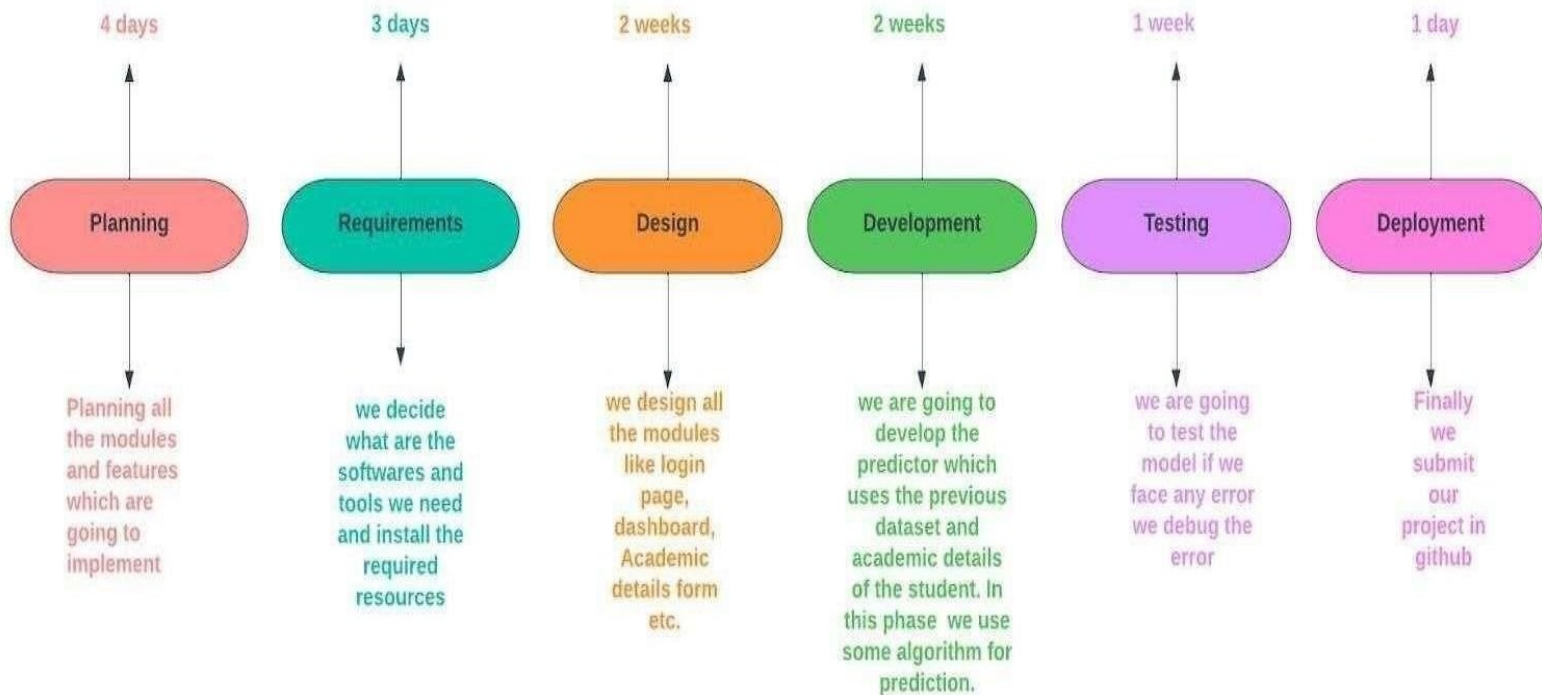 4 days
3 days
2 weeks
2 weeks
1 week
1 day
Planning
Requirements
Design
Development
Testing
Deployment
Planning all
the modules
and features
which are
going to
implement
we decide
what are the
softwares and
tools we need
and install the
required
resources
we design all
the modules
like login
page,
dashboard,
Academic
details form
etc.
we are going to
develop the
predictor which
uses the previous
dataset and
academic details
of the student. In
this phase we use
some algorithm for
prediction.
we are going
to test the
model if we
face any error
we debug the
error
Finally
we
submit
our
project in
github